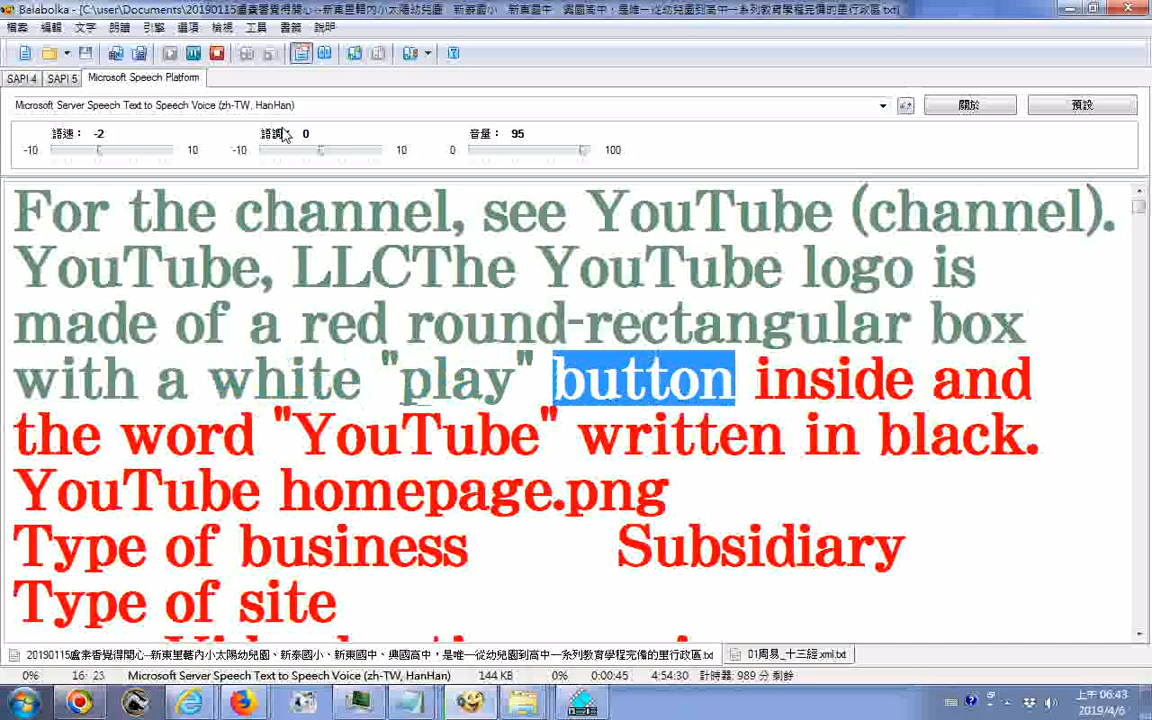 Balabolka - [C:\user\Documents\20190115盧崇香覺得開心--新東里轄內小太陽幼兒園、新泰國小、新東國中、興國高中，是唯一從幼兒園到高中一系列教育學程完備的里行政區.txt]
檔案 編輯 文字 朗讀 引擎 選項 檢視 工具 書籤 說明
SAPI 4 SAPI 5 Microsoft Speech Platform
Microsoft Server Speech Text to Speech Voice (zh-TW, HanHan) 關於 預設
語速： -2 語調： 0 音量： 95
-10 10 -10 10 0 100
For the channel, see YouTube (channel).
YouTube, LLCThe YouTube logo is
made of a red round-rectangular box
with a white "play" button inside and
the word "YouTube" written in black.
YouTube homepage.png
Type of business Subsidiary
Type of site
20190115盧崇香覺得開心--新東里轄內小太陽幼兒園、新泰國小、新東國中、興國高中，是唯一從幼兒園到高中一系列教育學程完備的里行政區.txt 01周易_十三經.xml.txt
0% 16: 23 Microsoft Server Speech Text to Speech Voice (zh-TW, HanHan) 144 KB 0% 0:00:45 4:54:30 計時器: 989 分 剩餘
上午 06:43
2019/4/6